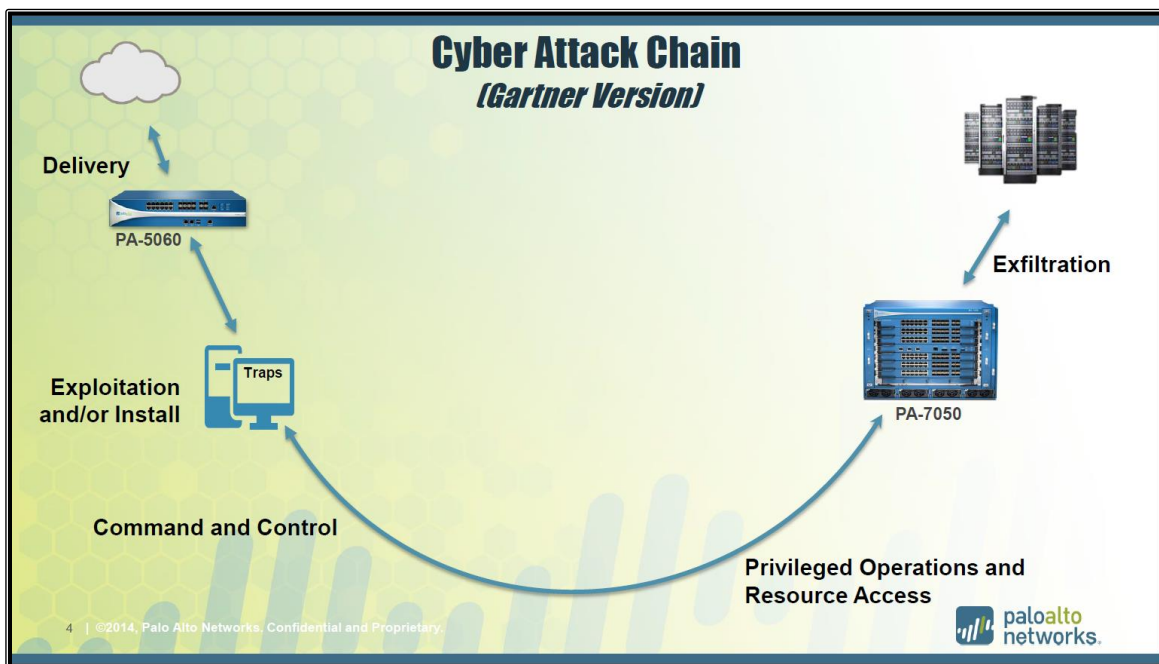 Cyber Attack Chain
(Gartner Version)
Delivery
PA-5060
Exfiltration
Traps
Exploitation
and/or Install
PA-7050
Command and Control
Privileged Operations and
Resource Access
4 | ©2014, Palo Alto Networks. Confidential and Proprietary.
paloalto
networks.